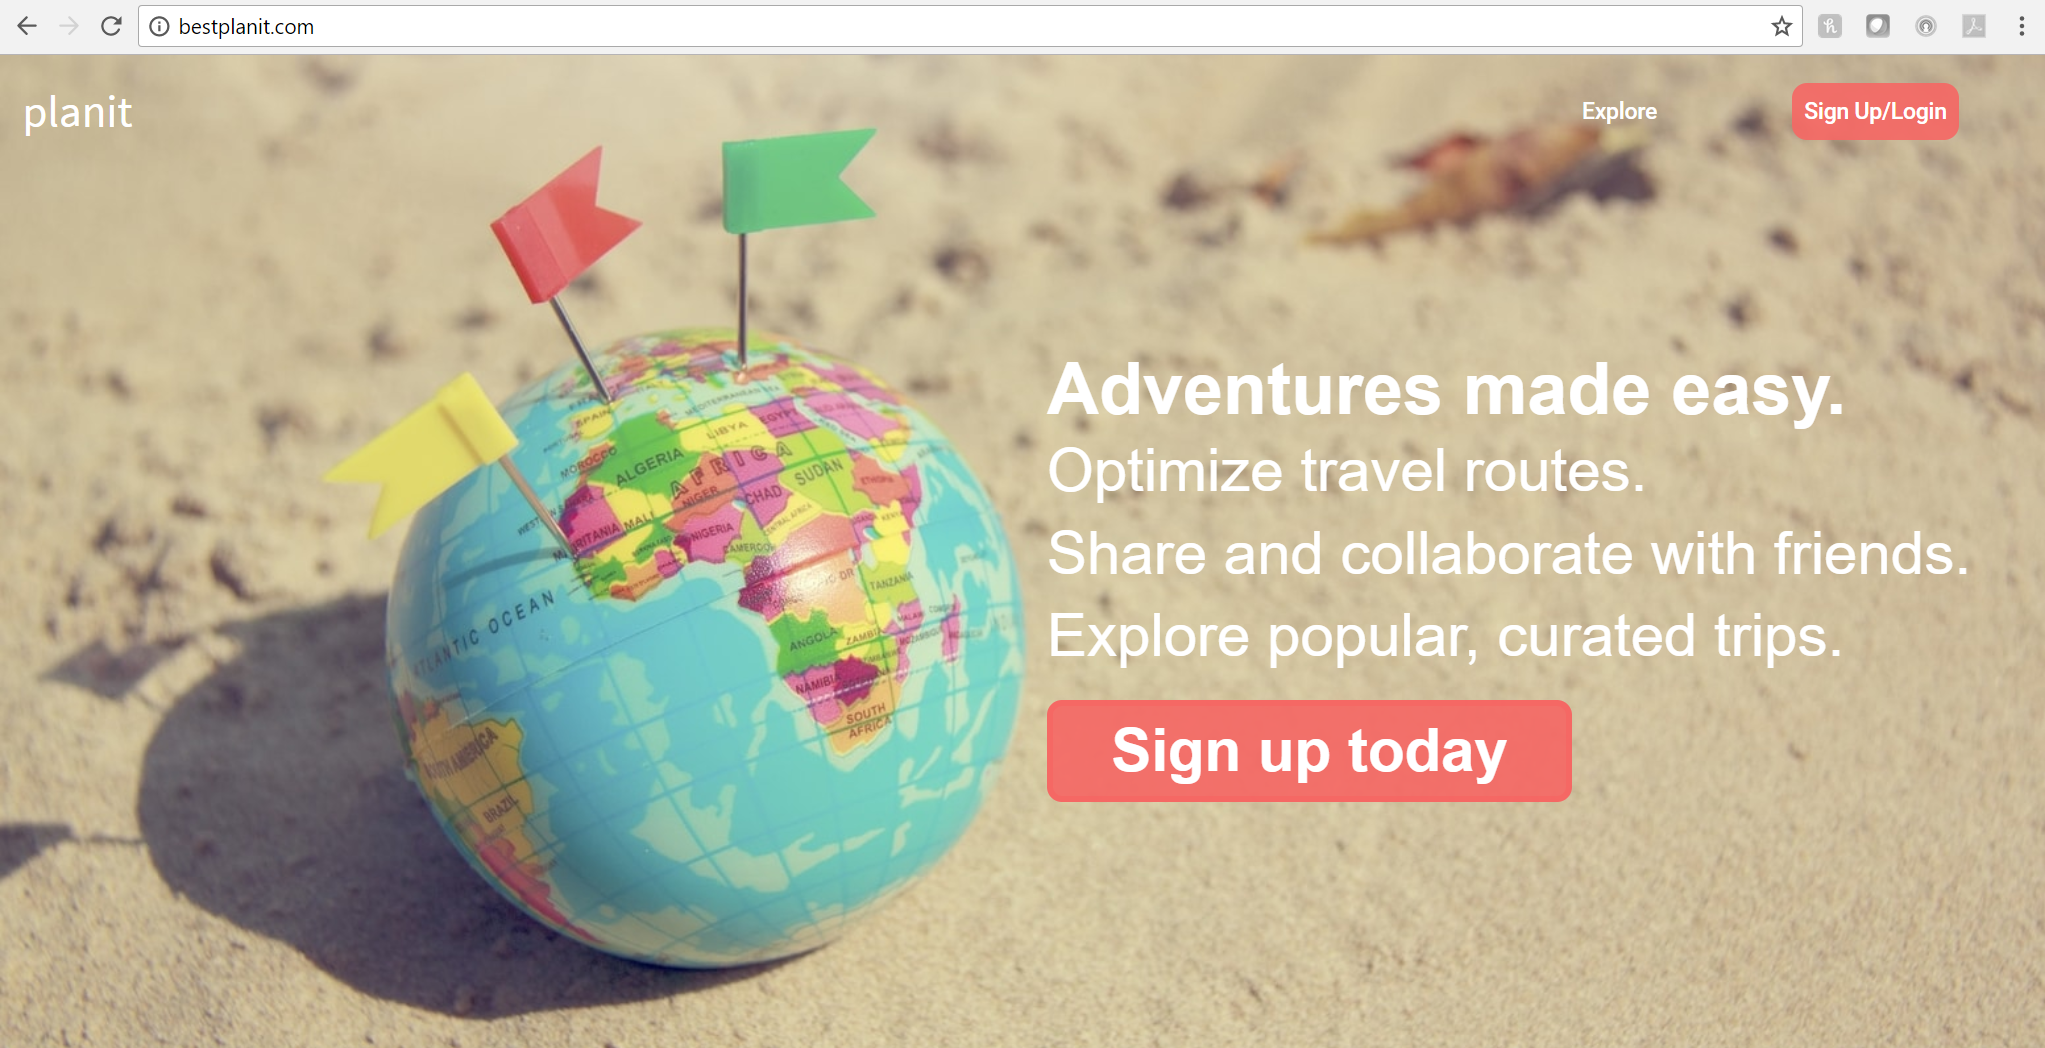 bestplanit.com
planit
Explore
Sign Up/Login
Adventures made easy.
Optimize travel routes.
Share and collaborate with friends.
Explore popular, curated trips.
Sign up today
SPAIN
MEDITERRANEAN SEA
MOROCCO
ALGERIA
LIBYA
EGYPT
AFRICA
MALI
NIGER
CHAD
SUDAN
NIGERIA
CAMEROON
TANZANIA
ATLANTIC OCEAN
ANGOLA
ZAMBIA
NAMIBIA
SOUTH
AFRICA
SOUTH AMERICA
BRAZIL